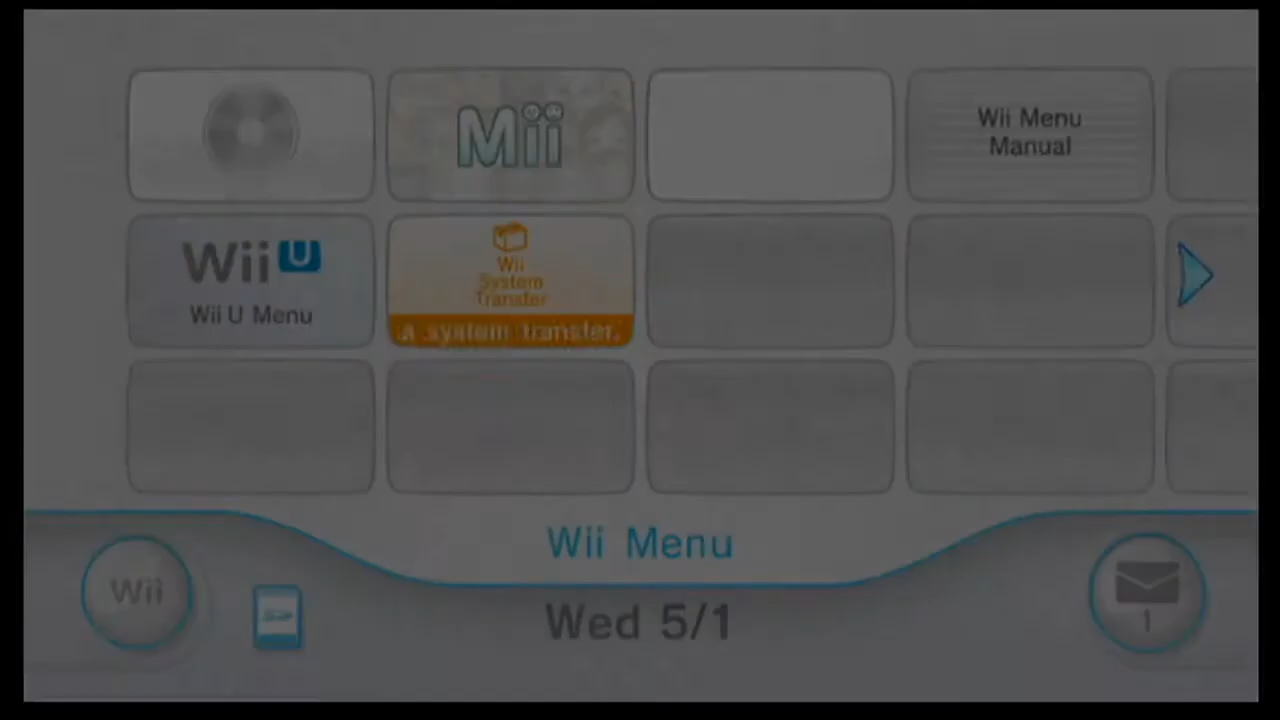 Mii
Wii Menu
Manual
Wii U
Wii U Menu
Wii
System
Transfer
a system transfer.
Wii Menu
Wii
Wed 5/1
1